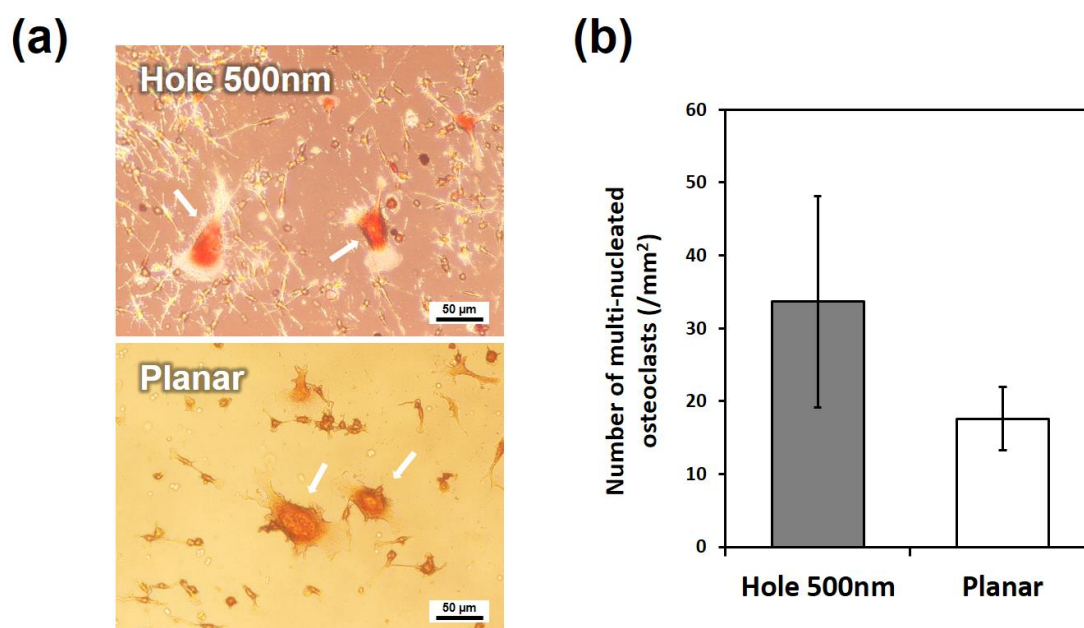 (a)
Hole 500nm
50 µm
Planar
50 µm
(b)
Number of multi-nucleated
osteoclasts (/mm²)
60
50
40
30
20
10
0
Hole 500nm
Planar